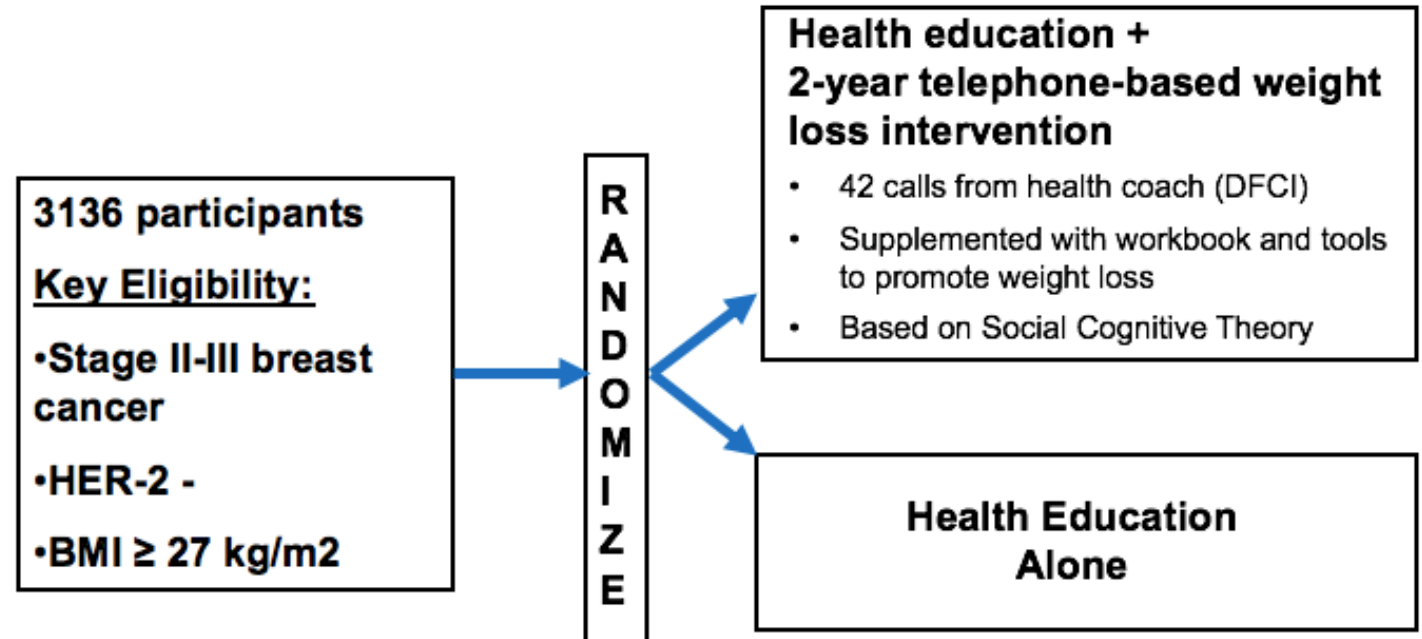 3136 participants
Key Eligibility:
•Stage II-III breast
cancer
•HER-2 -
•BMI ≥ 27 kg/m2
R
A
N
D
O
M
I
Z
E
Health education +
2-year telephone-based weight
loss intervention
• 42 calls from health coach (DFCI)
• Supplemented with workbook and tools
to promote weight loss
• Based on Social Cognitive Theory
Health Education
Alone